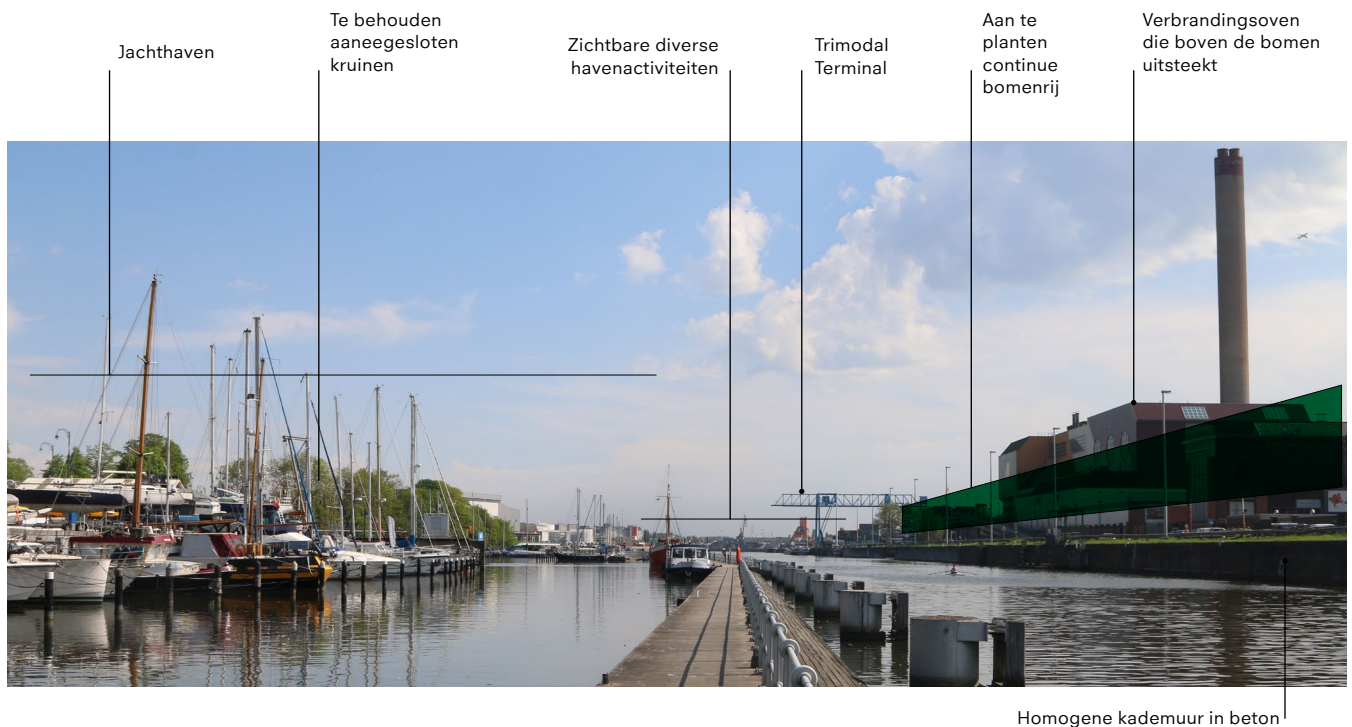 Jachthaven
Te behouden
aaneegesloten
kruinen
Zichtbare diverse
havenactiviteiten
Trimodal
Terminal
Aan te
planten
continue
bomenrij
Verbrandingsoven
die boven de bomen
uitsteekt
Homogene kademuur in beton